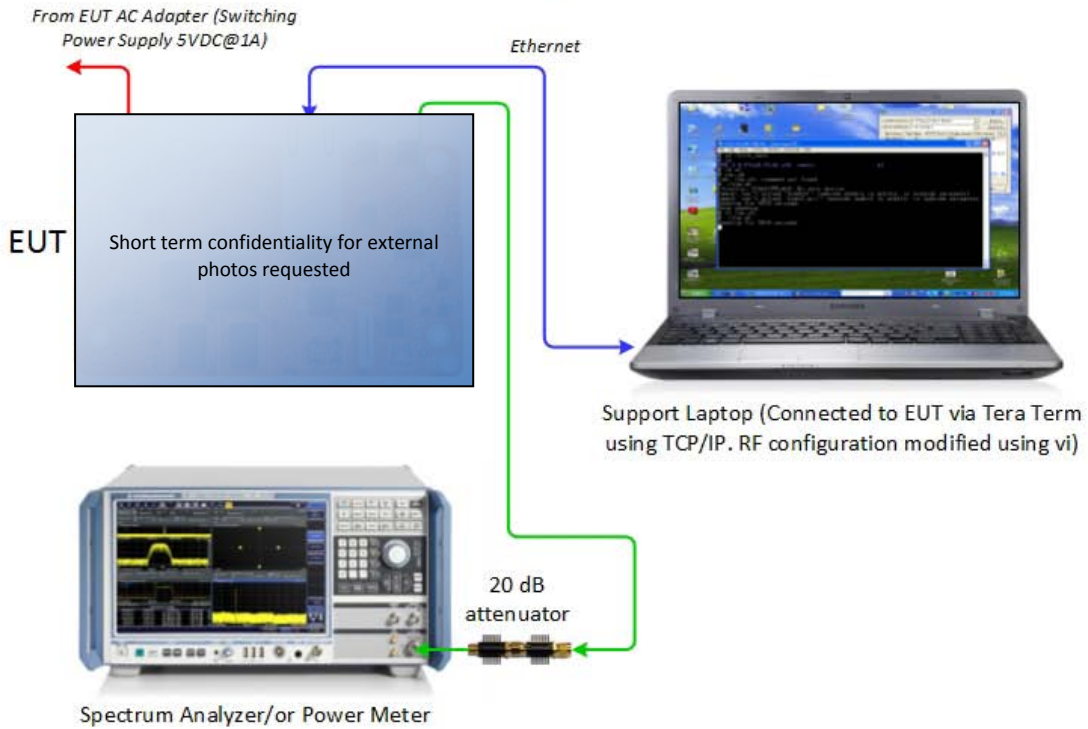 From EUT AC Adapter (Switching
Power Supply 5VDC@1A)
Ethernet
EUT
Short term confidentiality for external
photos requested
Support Laptop (Connected to EUT via Tera Term
using TCP/IP. RF configuration modified using vi)
20 dB
attenuator
Spectrum Analyzer/or Power Meter